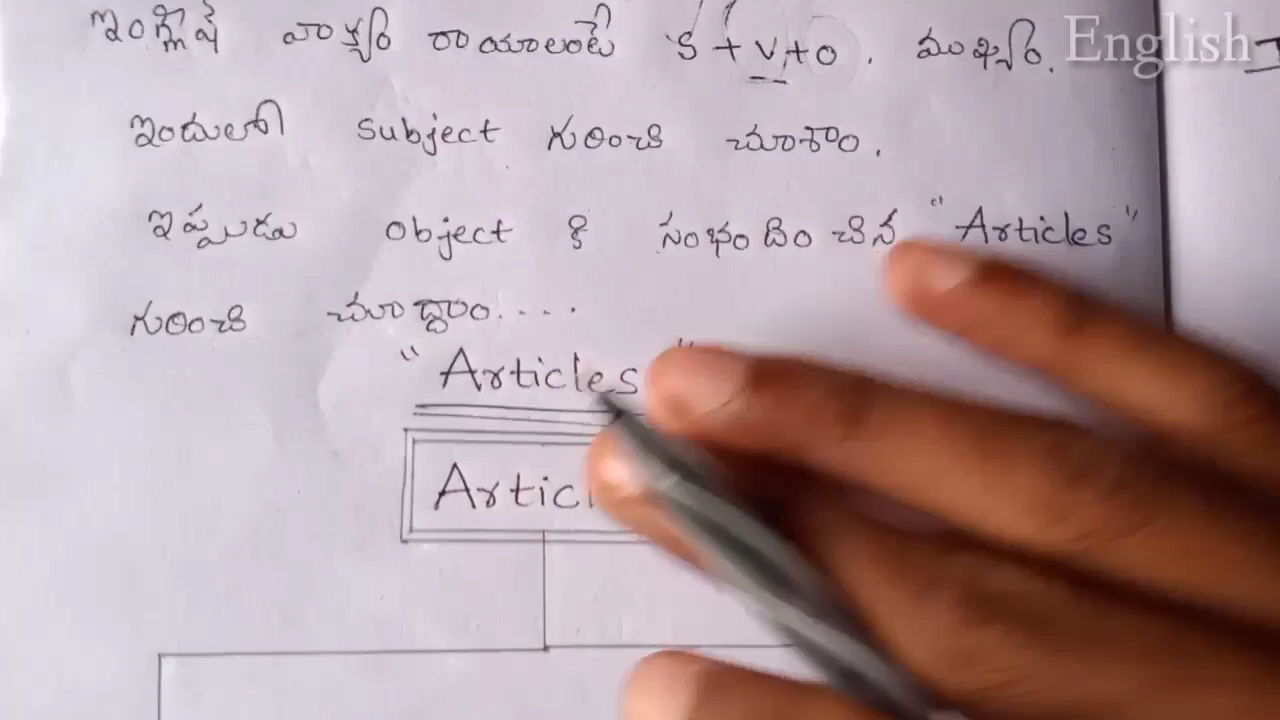 ఇంగ్లీష్ వాక్యం రాయాలంటే S + V + O . ముఖ్యం. English
ఇందులో subject గురించి చూశాం.
ఇప్పుడు object కి సంభందించిన "Articles"
గురించి చూద్దాం....
"Articles"